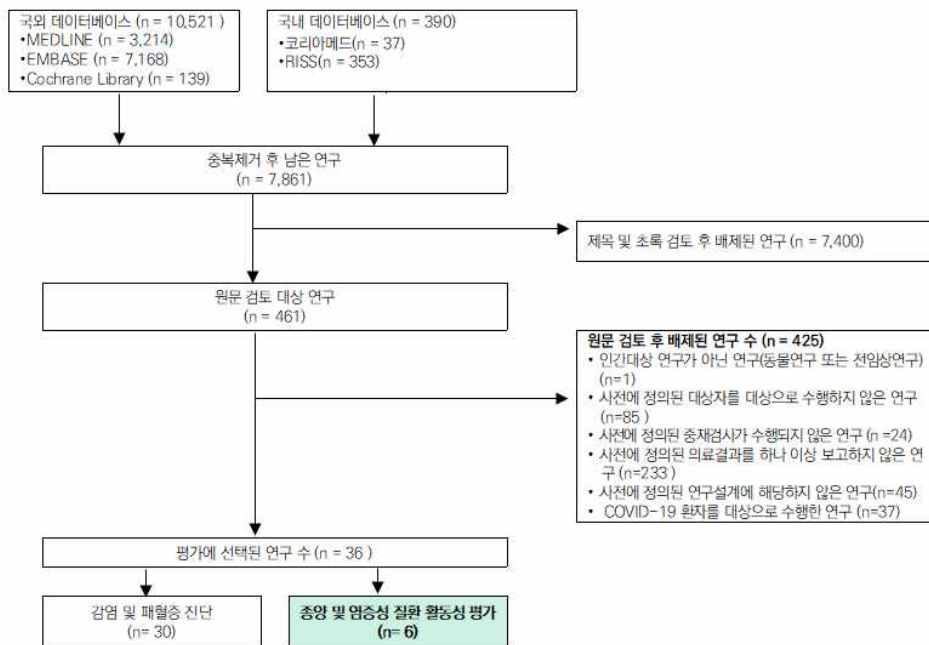 국외 데이터베이스 (n = 10,521 )
•MEDLINE (n = 3,214)
•EMBASE (n = 7,168)
•Cochrane Library (n = 139)
국내 데이터베이스 (n = 390)
•코리아메드(n = 37)
•RISS(n = 353)
중복제거 후 남은 연구
(n = 7,861)
제목 및 초록 검토 후 배제된 연구 (n = 7,400)
원문 검토 대상 연구
(n = 461)
원문 검토 후 배제된 연구 수 (n = 425)
• 인간대상 연구가 아닌 연구(동물연구 또는 전임상연구)
(n=1)
• 사전에 정의된 대상자를 대상으로 수행하지 않은 연구
(n=85 )
• 사전에 정의된 중재검사가 수행되지 않은 연구 (n =24)
• 사전에 정의된 의료결과를 하나 이상 보고하지 않은 연
구 (n=233 )
• 사전에 정의된 연구설계에 해당하지 않은 연구(n=45)
• COVID-19 환자를 대상으로 수행한 연구 (n=37)
평가에 선택된 연구 수 (n = 36 )
감염 및 패혈증 진단
(n= 30)
종양 및 염증성 질환 활동성 평가
(n= 6)